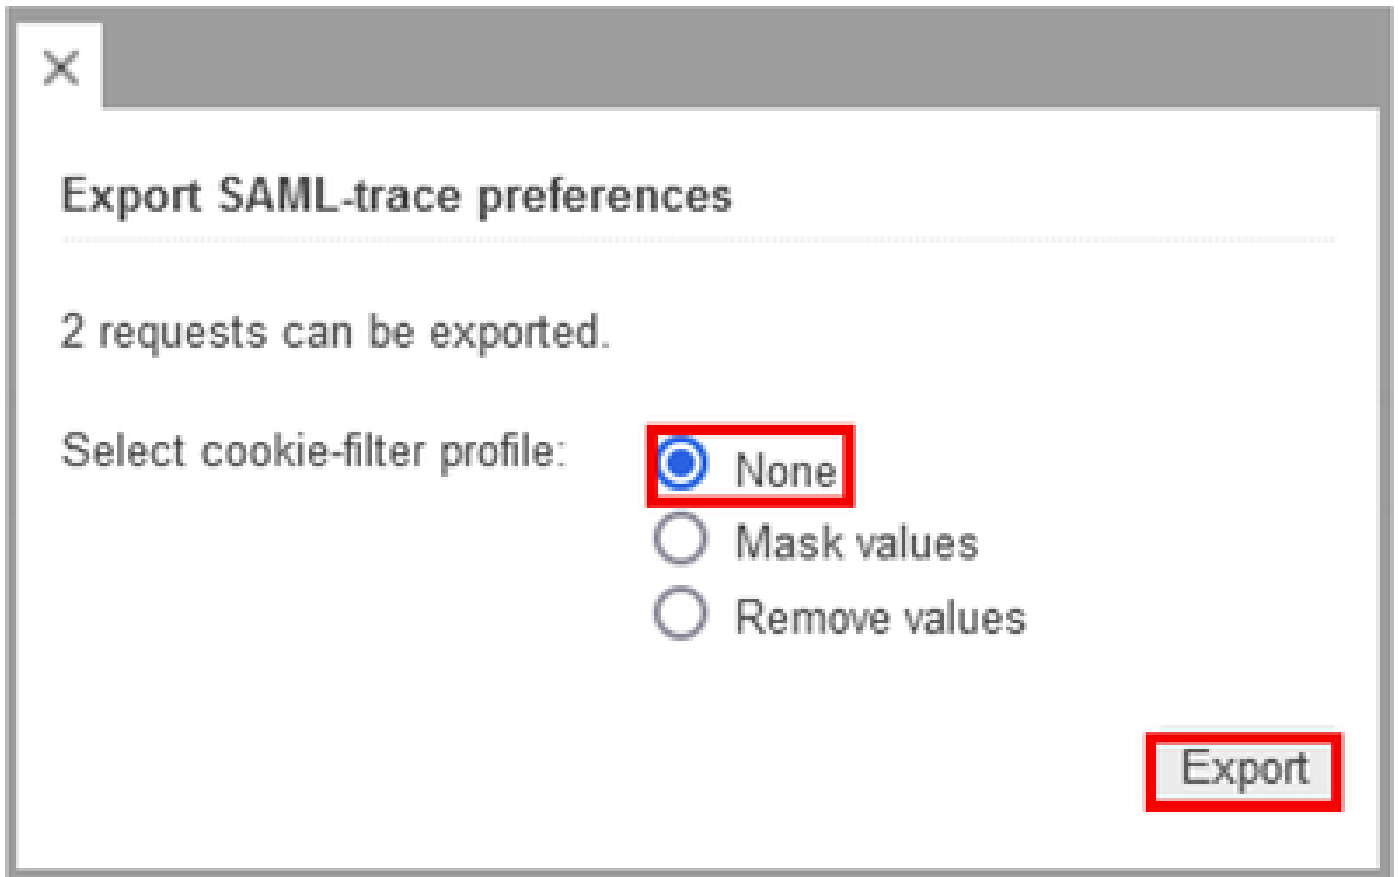 Export SAML-trace preferences
2 requests can be exported.
Select cookie-filter profile:
None
Mask values
Remove values
Export